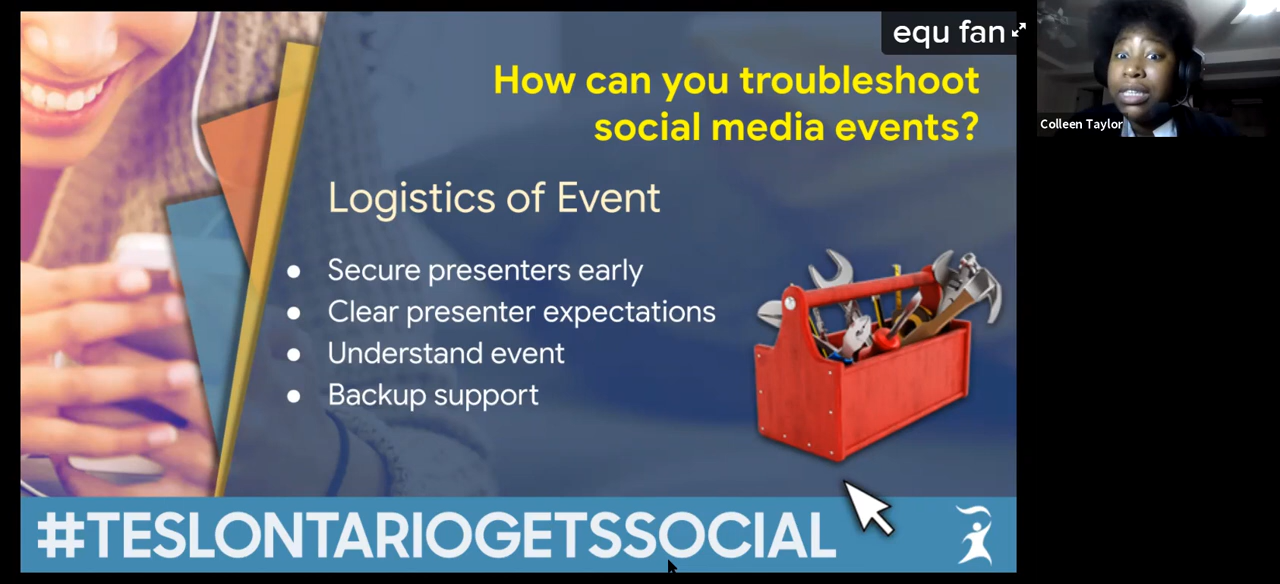 equ fan
How can you troubleshoot
social media events?
Colleen Taylor
Logistics of Event
● Secure presenters early
● Clear presenter expectations
● Understand event
● Backup support
#TESLONTARIOGETSSOCIAL